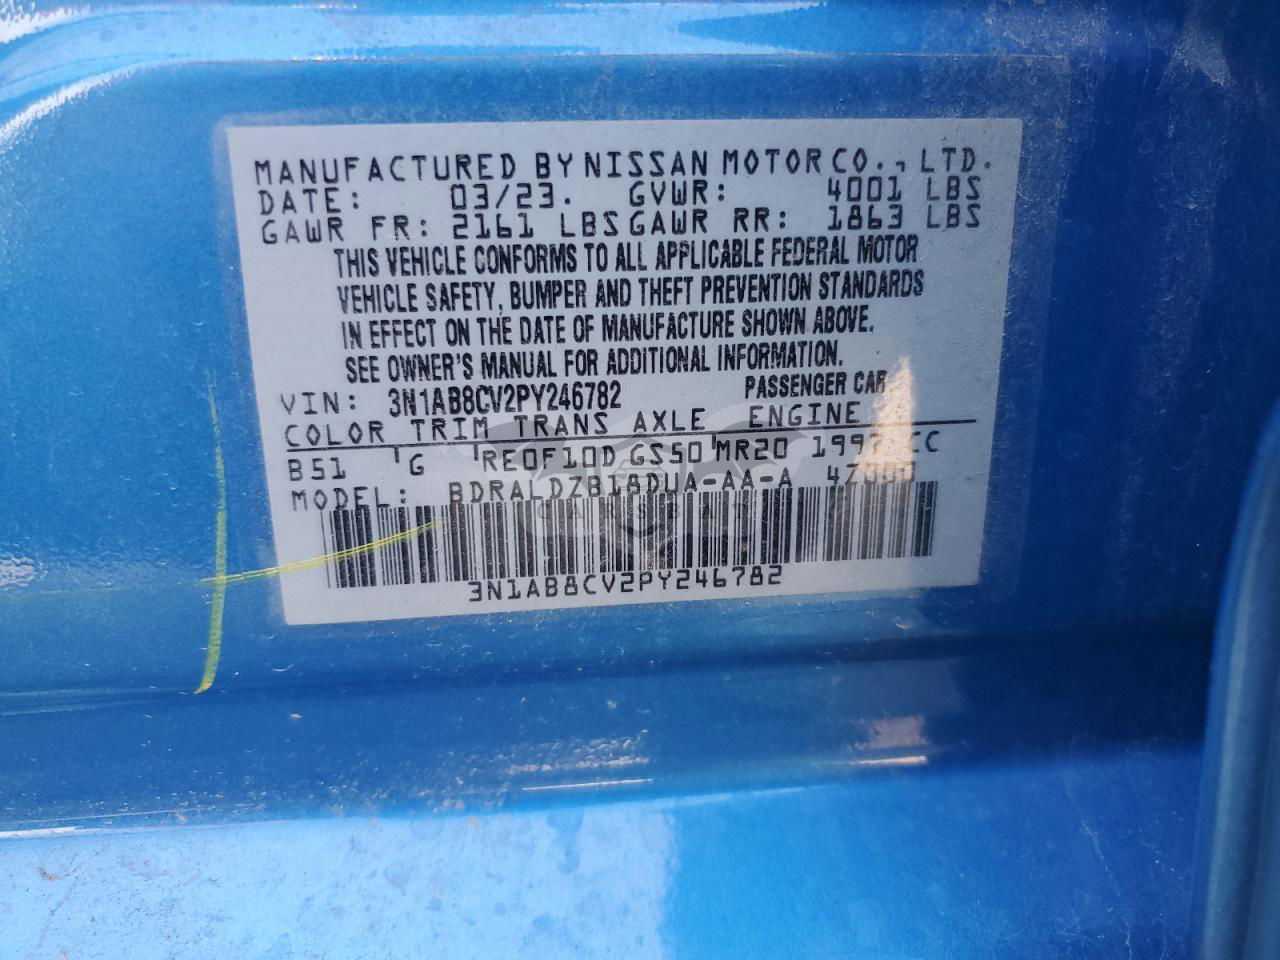 MANUFACTURED BY NISSAN MOTOR CO., LTD.
DATE: 03/23. GVWR: 4001 LBS
GAWR FR: 2161 LBS GAWR RR: 1863 LBS
THIS VEHICLE CONFORMS TO ALL APPLICABLE FEDERAL MOTOR
VEHICLE SAFETY, BUMPER AND THEFT PREVENTION STANDARDS
IN EFFECT ON THE DATE OF MANUFACTURE SHOWN ABOVE.
SEE OWNER'S MANUAL FOR ADDITIONAL INFORMATION.
VIN: 3N1AB8CV2PY246782 PASSENGER CAR
COLOR TRIM TRANS AXLE ENGINE
B51 G RE0F10D GS50 MR20 CC
MODEL: BDRALDZB18DUA-AA-A
3N1AB8CV2PY246782